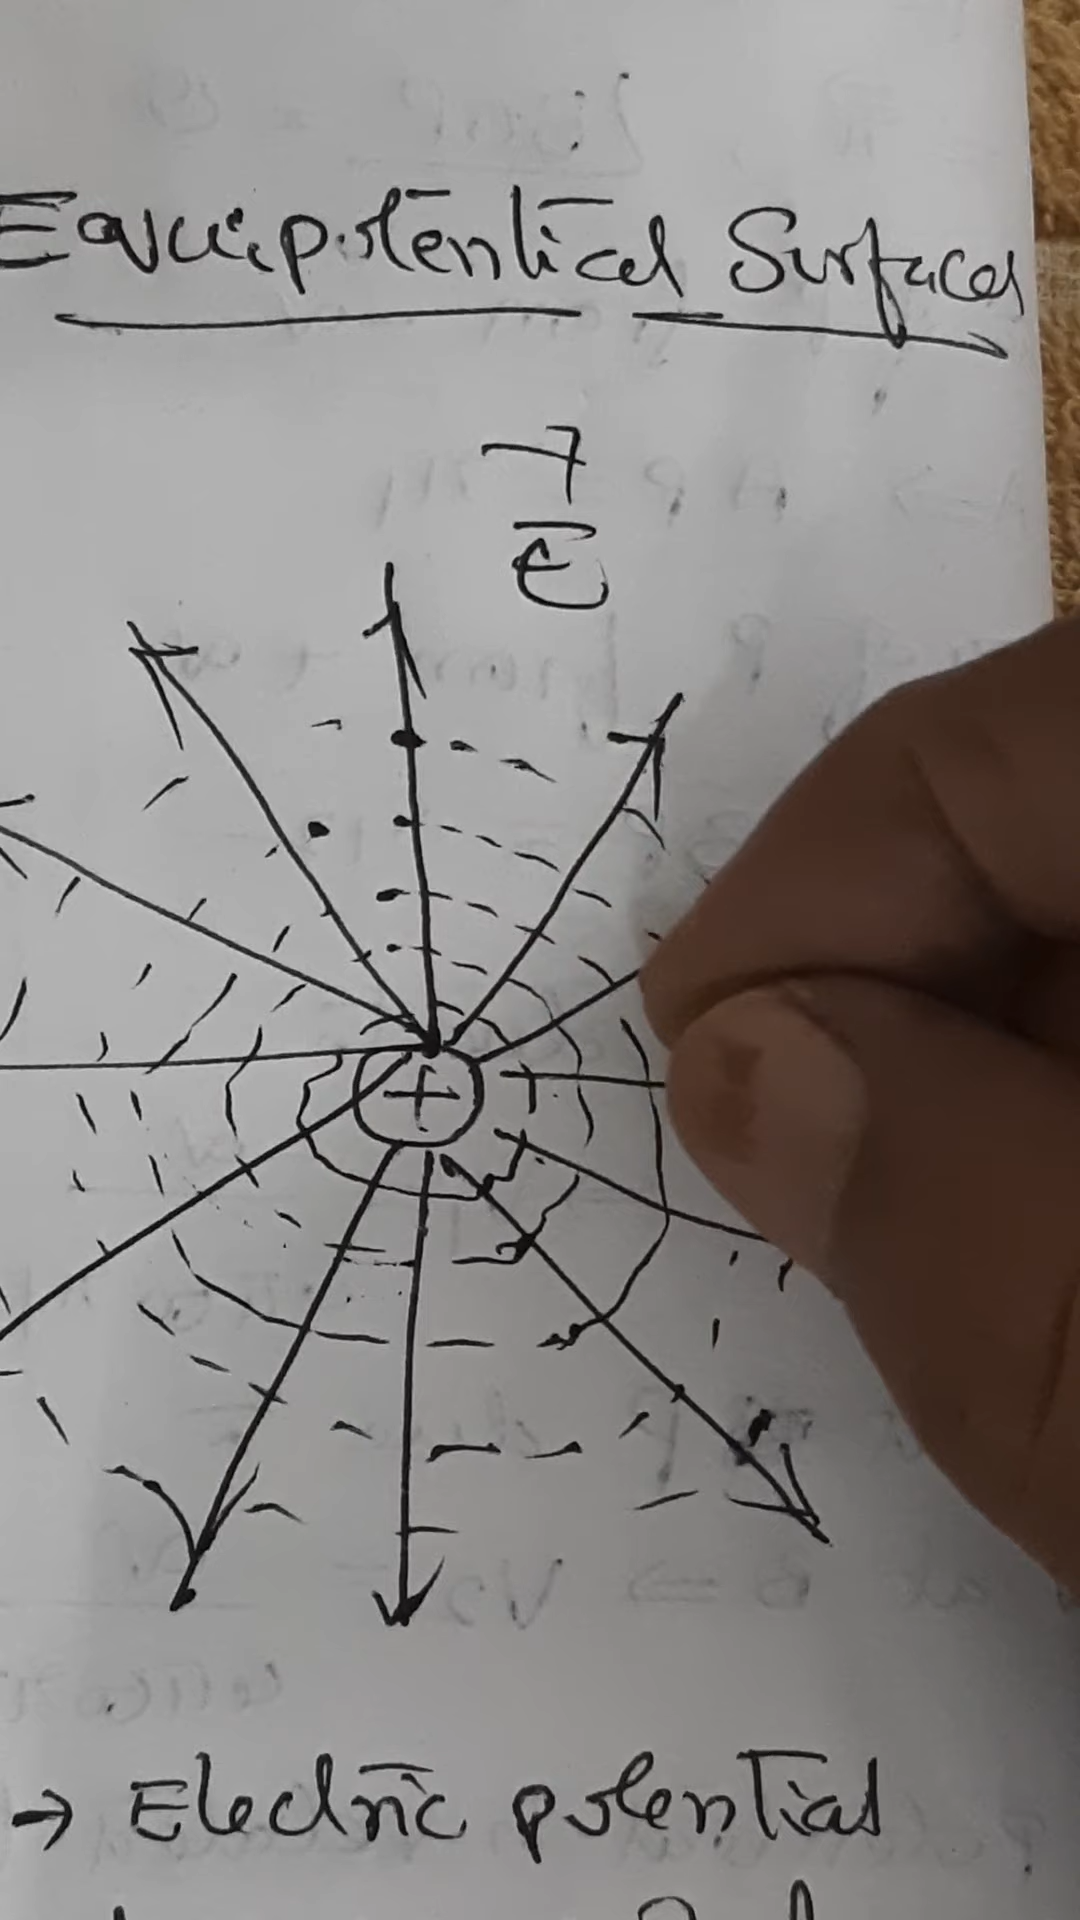 Equipotential Surfaces
E
+
→ Electric potential